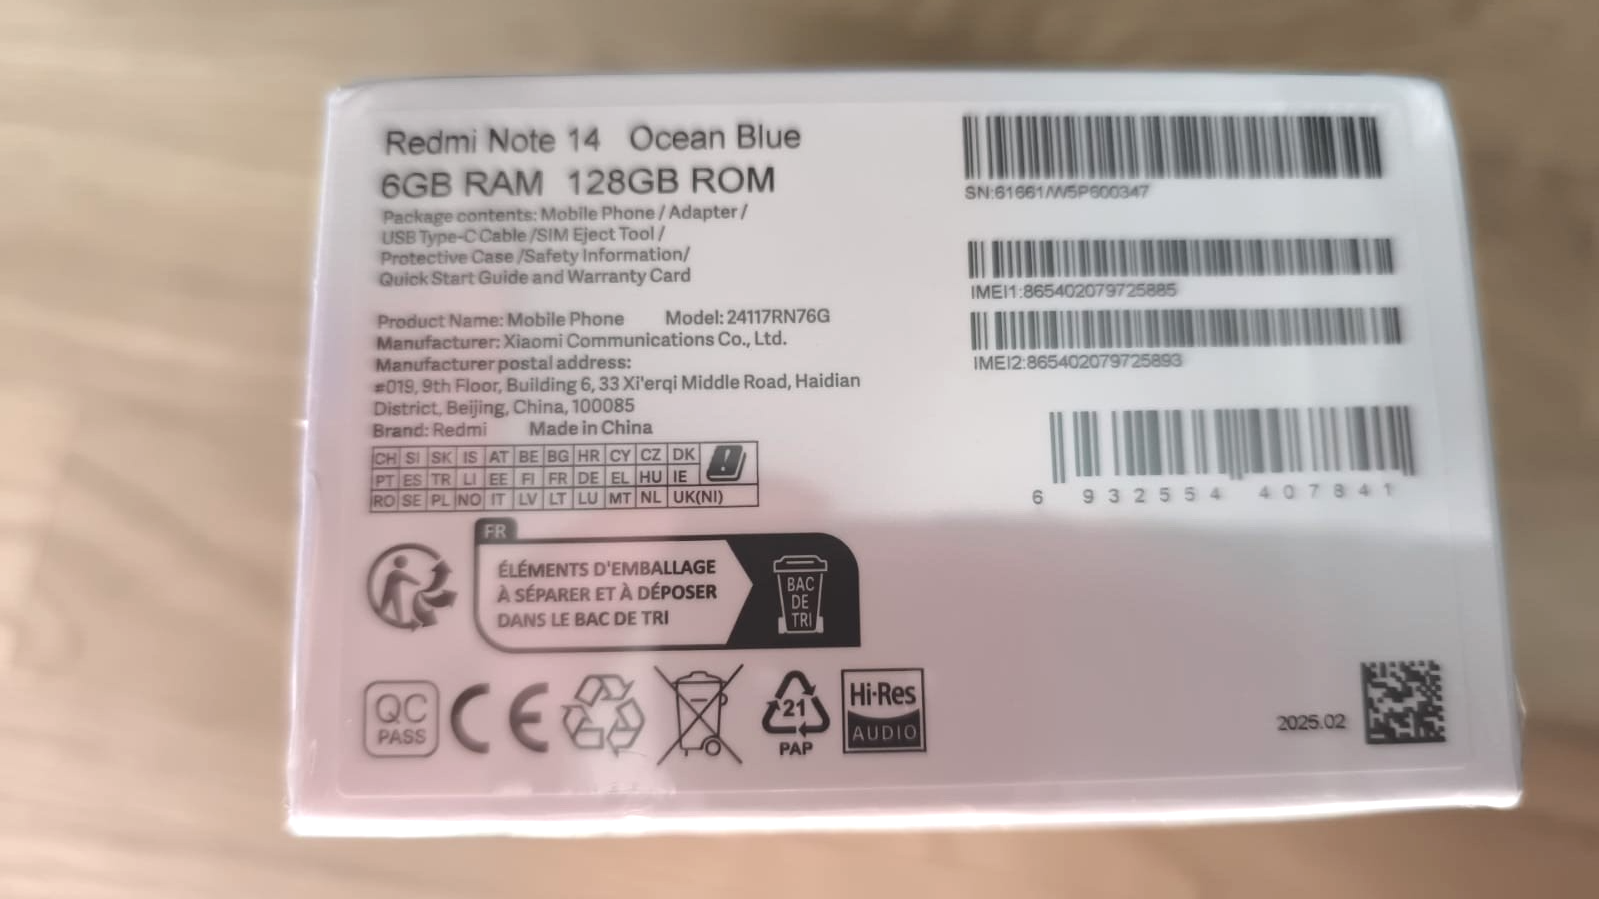 Redmi Note 14 Ocean Blue
6GB RAM 128GB ROM
Package contents: Mobile Phone / Adapter /
USB Type-C Cable /SIM Eject Tool /
Protective Case /Safety Information/
Quick Start Guide and Warranty Card
Product Name: Mobile Phone Model: 24117RN76G
Manufacturer: Xiaomi Communications Co., Ltd.
Manufacturer postal address:
#019, 9th Floor, Building 6, 33 Xi'erqi Middle Road, Haidian
District, Beijing, China, 100085
Brand: Redmi Made in China
CH SI SK IS AT BE BG HR CY CZ DK
PT ES TR LI EE FI FR DE EL HU IE
RO SE PL NO IT LV LT LU MT NL UK(NI)
FR
ÉLÉMENTS D'EMBALLAGE
À SÉPARER ET À DÉPOSER
DANS LE BAC DE TRI
BAC
DE
TRI
QC
PASS
CE
21
PAP
Hi-Res
AUDIO
SN:61661/W5P600347
IMEI1:865402079725885
IMEI2:865402079725893
6 932554 407841
2025.02